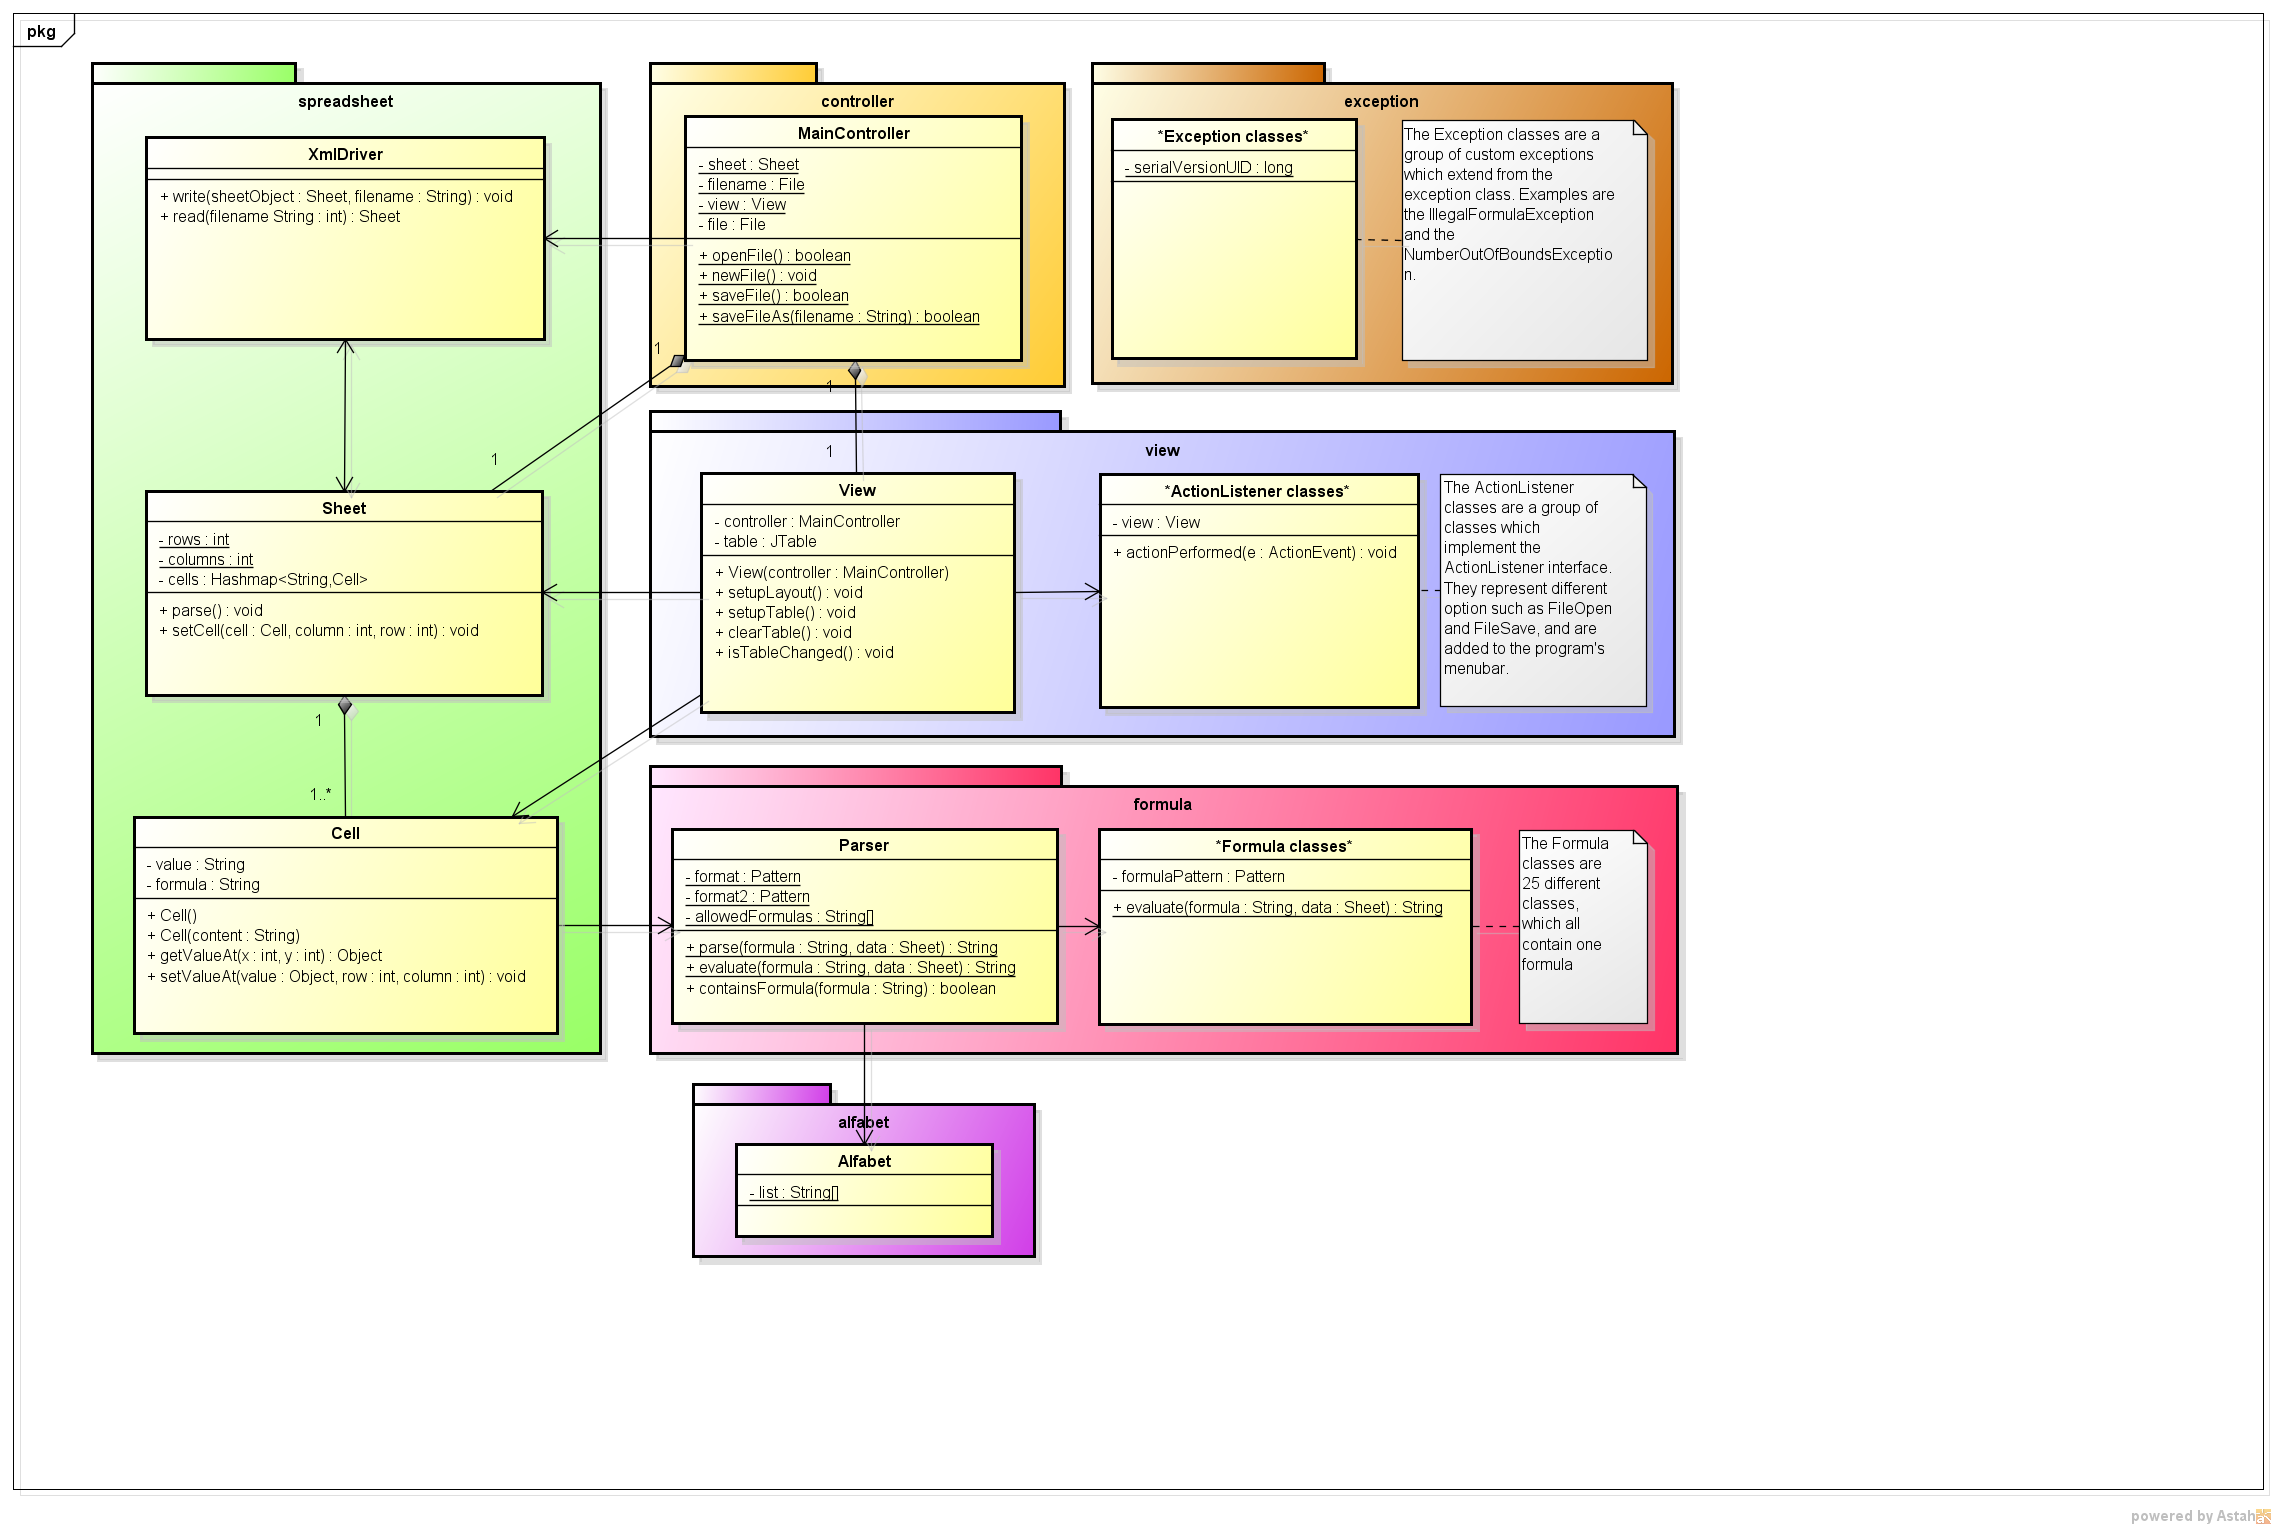 pkg
spreadsheet
XmlDriver
+ write(sheetObject : Sheet, filename : String) : void
+ read(filename String : int) : Sheet
1
Sheet
- rows : int
- columns : int
- cells : Hashmap<String,Cell>
+ parse() : void
+ setCell(cell : Cell, column : int, row : int) : void
1
1..*
Cell
- value : String
- formula : String
+ Cell()
+ Cell(content : String)
+ getValueAt(x : int, y : int) : Object
+ setValueAt(value : Object, row : int, column : int) : void
controller
MainController
- sheet : Sheet
- filename : File
- view : View
- file : File
+ openFile() : boolean
+ newFile() : void
+ saveFile() : boolean
+ saveFileAs(filename : String) : boolean
1
1
1
exception
*Exception classes*
- serialVersionUID : long
The Exception classes are a
group of custom exceptions
which extend from the
exception class. Examples are
the IllegalFormulaException
and the
NumberOutOfBoundsExceptio
n.
view
View
- controller : MainController
- table : JTable
+ View(controller : MainController)
+ setupLayout() : void
+ setupTable() : void
+ clearTable() : void
+ isTableChanged() : void
*ActionListener classes*
- view : View
+ actionPerformed(e : ActionEvent) : void
The ActionListener
classes are a group of
classes which
implement the
ActionListener interface.
They represent different
option such as FileOpen
and FileSave, and are
added to the program's
menubar.
formula
Parser
- format : Pattern
- format2 : Pattern
- allowedFormulas : String[]
+ parse(formula : String, data : Sheet) : String
+ evaluate(formula : String, data : Sheet) : String
+ containsFormula(formula : String) : boolean
*Formula classes*
- formulaPattern : Pattern
+ evaluate(formula : String, data : Sheet) : String
The Formula
classes are
25 different
classes,
which all
contain one
formula
alfabet
Alfabet
- list : String[]
powered by Astah